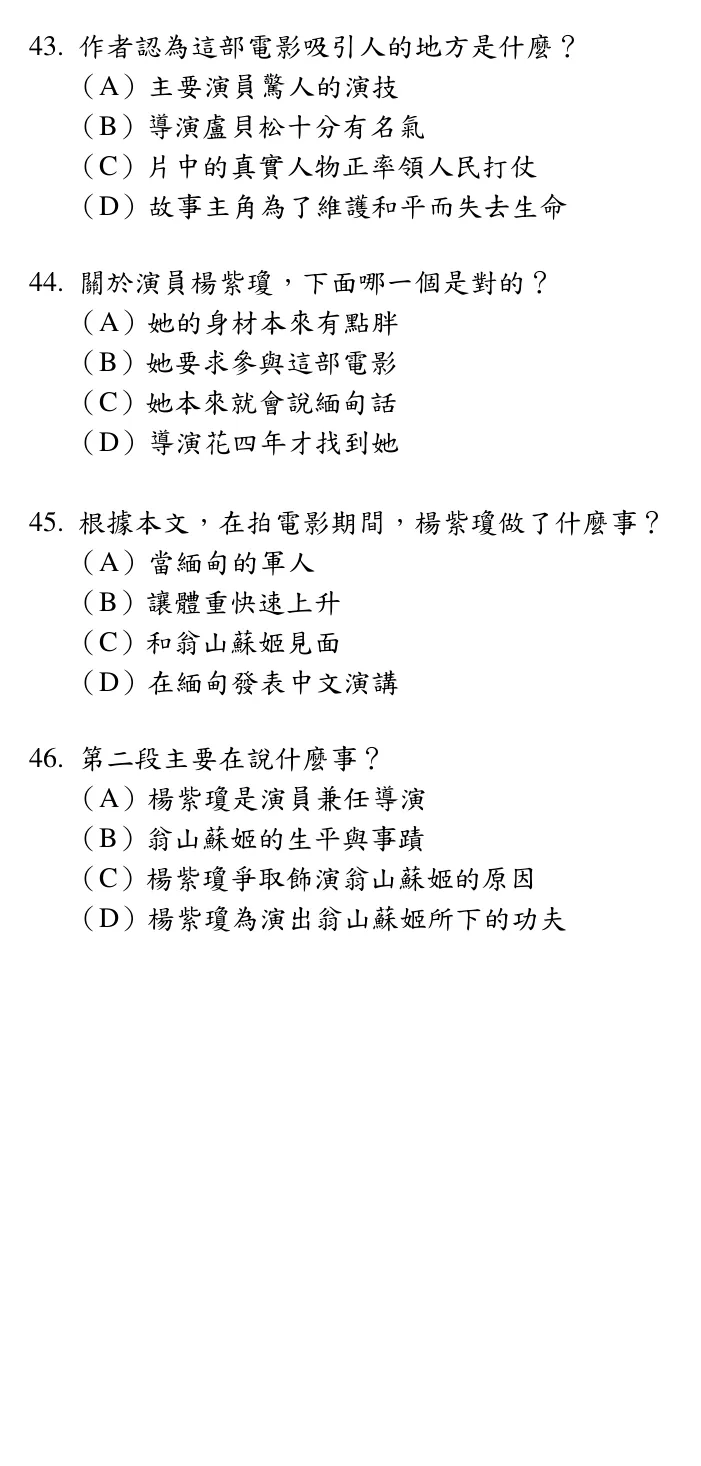 43. 作者認為這部電影吸引人的地方是什麼？
（A）主要演員驚人的演技
（B）導演盧貝松十分有名氣
（C）片中的真實人物正率領人民打仗
（D）故事主角為了維護和平而失去生命
44. 關於演員楊紫瓊，下面哪一個是對的？
（A）她的身材本來有點胖
（B）她要求參與這部電影
（C）她本來就會說緬甸話
（D）導演花四年才找到她
45. 根據本文，在拍電影期間，楊紫瓊做了什麼事？
（A）當緬甸的軍人
（B）讓體重快速上升
（C）和翁山蘇姬見面
（D）在緬甸發表中文演講
46. 第二段主要在說什麼事？
（A）楊紫瓊是演員兼任導演
（B）翁山蘇姬的生平與事蹟
（C）楊紫瓊爭取飾演翁山蘇姬的原因
（D）楊紫瓊為演出翁山蘇姬所下的功夫